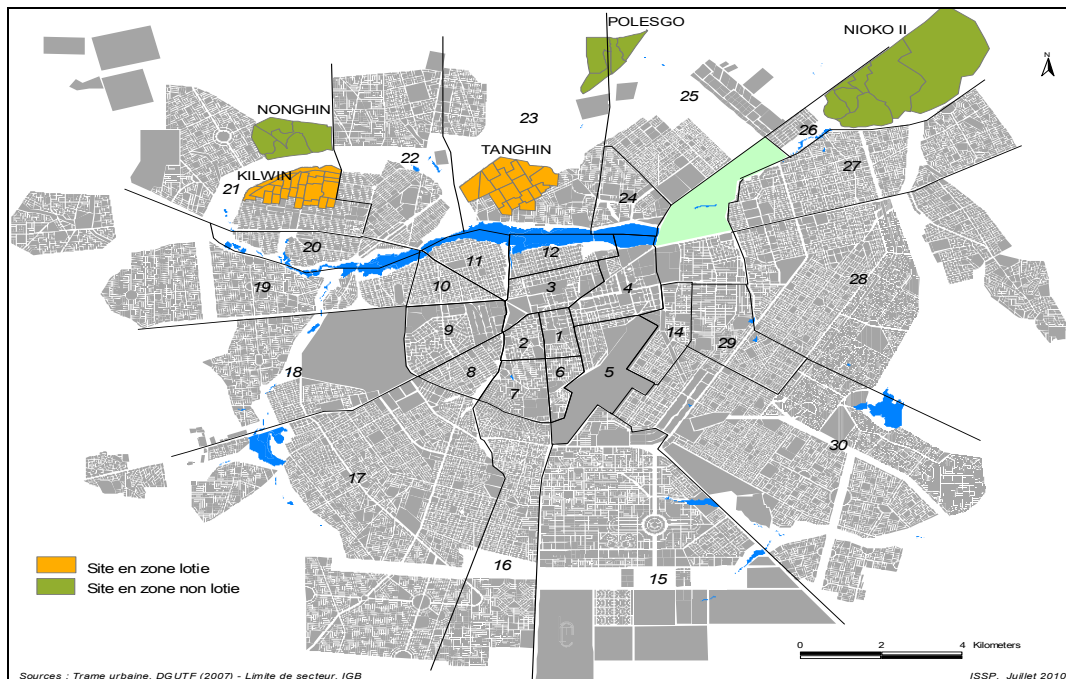 POLESGO
NIOKO II
N
25
NONGHIN
23
26
TANGHIN
22
27
21
KILWIN
24
20
12
11
19
10
3
4
28
9
1
14
2
29
18
8
6
5
7
30
17
16
15
Site en zone lotie
Site en zone non lotie
0 2 4 Kilometers
Sources : Trame urbaine, DGUTF (2007) - Limite de secteur, IGB
ISSP, Juillet 2010